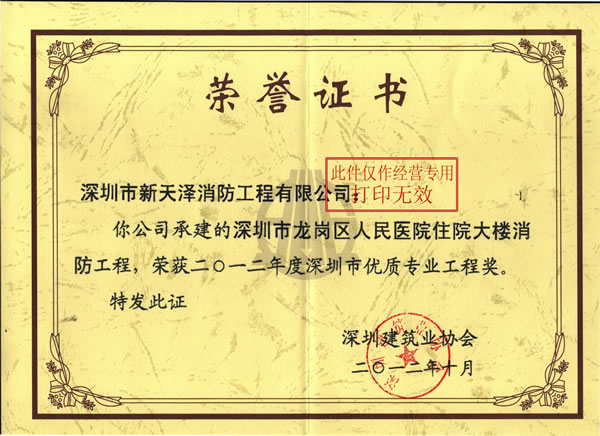 荣誉证书
此件仅作经营专用
打印无效
深圳市新天泽消防工程有限公司：
你公司承建的深圳市龙岗区人民医院住院大楼消
防工程，荣获二〇一二年度深圳市优质专业工程奖。
特发此证
深圳建筑业协会
二〇一二年十月